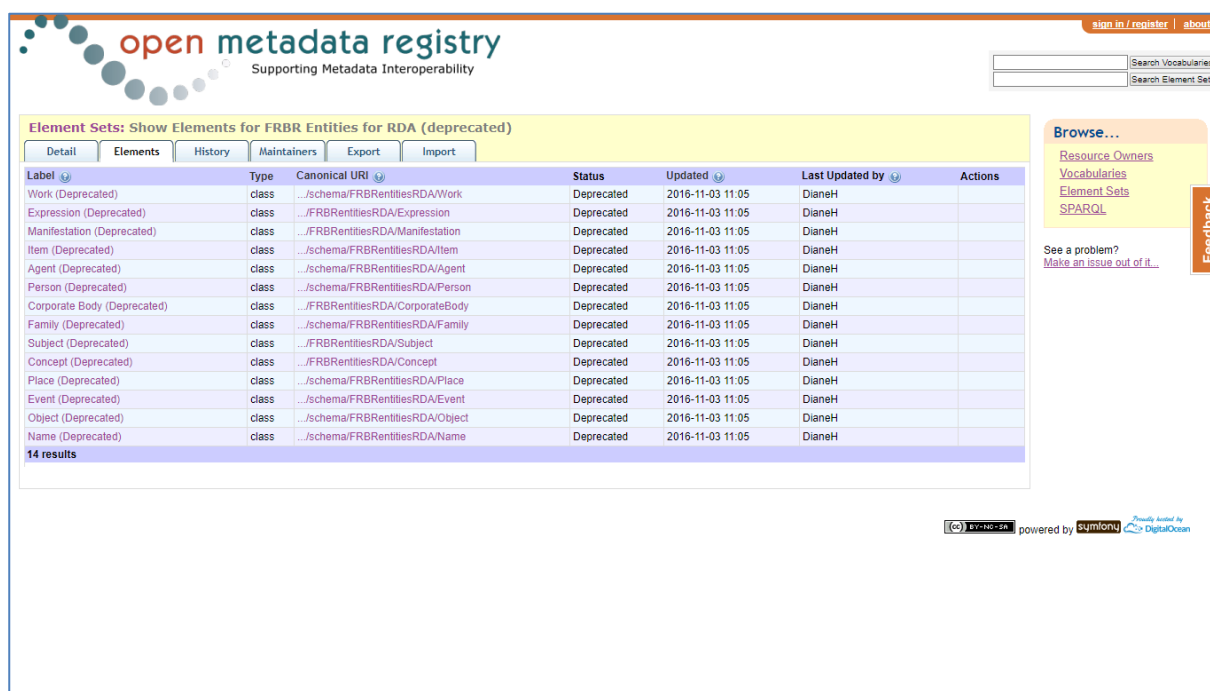 sign in / register | about
open metadata registry
Supporting Metadata Interoperability
Search Vocabularies
Search Element Set
Element Sets: Show Elements for FRBR Entities for RDA (deprecated)
Detail Elements History Maintainers Export Import
Label Type Canonical URI Status Updated Last Updated by Actions
Work (Deprecated) class .../schema/FRBRentitiesRDA/Work Deprecated 2016-11-03 11:05 DianeH
Expression (Deprecated) class .../FRBRentitiesRDA/Expression Deprecated 2016-11-03 11:05 DianeH
Manifestation (Deprecated) class .../FRBRentitiesRDA/Manifestation Deprecated 2016-11-03 11:05 DianeH
Item (Deprecated) class .../schema/FRBRentitiesRDA/Item Deprecated 2016-11-03 11:05 DianeH
Agent (Deprecated) class .../schema/FRBRentitiesRDA/Agent Deprecated 2016-11-03 11:05 DianeH
Person (Deprecated) class .../schema/FRBRentitiesRDA/Person Deprecated 2016-11-03 11:05 DianeH
Corporate Body (Deprecated) class .../FRBRentitiesRDA/CorporateBody Deprecated 2016-11-03 11:05 DianeH
Family (Deprecated) class .../schema/FRBRentitiesRDA/Family Deprecated 2016-11-03 11:05 DianeH
Subject (Deprecated) class .../FRBRentitiesRDA/Subject Deprecated 2016-11-03 11:05 DianeH
Concept (Deprecated) class .../FRBRentitiesRDA/Concept Deprecated 2016-11-03 11:05 DianeH
Place (Deprecated) class .../schema/FRBRentitiesRDA/Place Deprecated 2016-11-03 11:05 DianeH
Event (Deprecated) class .../schema/FRBRentitiesRDA/Event Deprecated 2016-11-03 11:05 DianeH
Object (Deprecated) class .../schema/FRBRentitiesRDA/Object Deprecated 2016-11-03 11:05 DianeH
Name (Deprecated) class .../schema/FRBRentitiesRDA/Name Deprecated 2016-11-03 11:05 DianeH
14 results
Browse...
Resource Owners
Vocabularies
Element Sets
SPARQL
Feedback
See a problem?
Make an issue out of it...
(cc) BY-NC-SA powered by symfony Proudly hosted by DigitalOcean